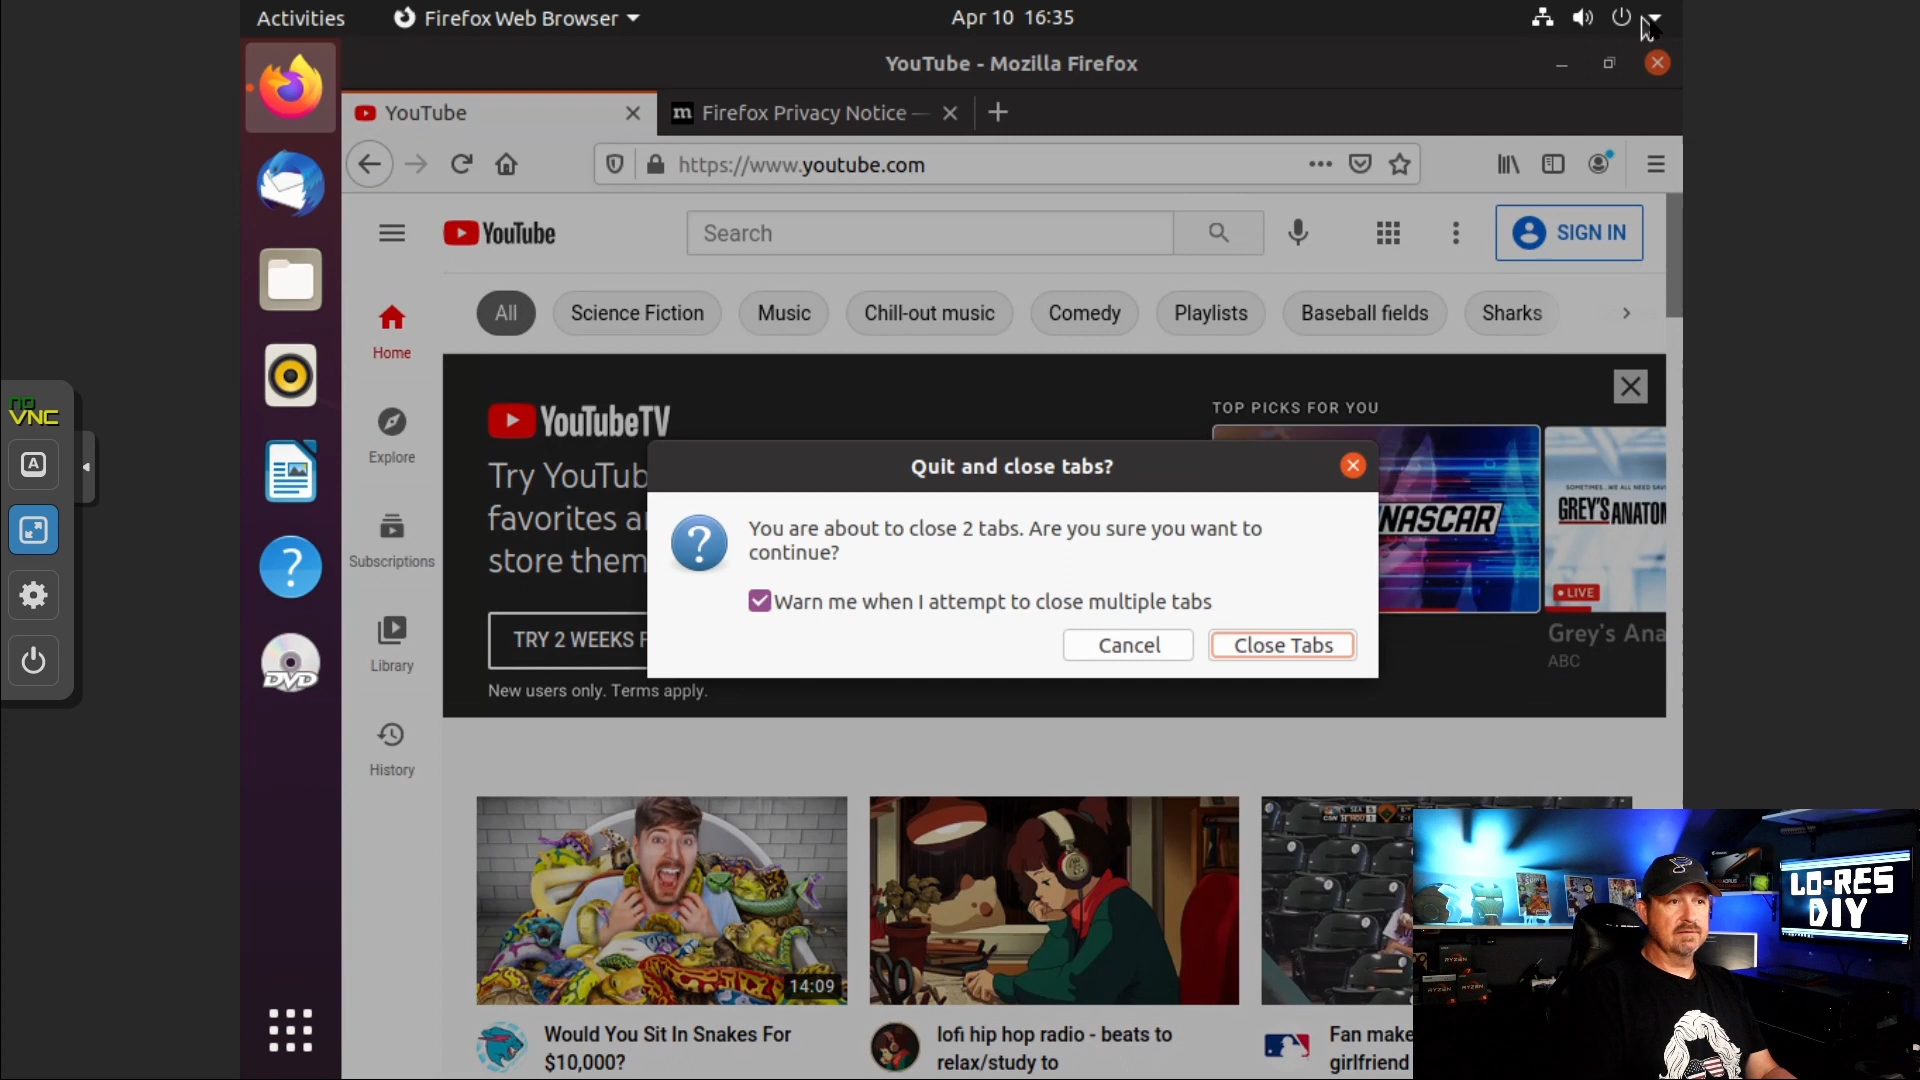 Activities
Firefox Web Browser
Apr 10 16:35
YouTube - Mozilla Firefox
YouTube
Firefox Privacy Notice —
https://www.youtube.com
YouTube
Search
SIGN IN
All
Science Fiction
Music
Chill-out music
Comedy
Playlists
Baseball fields
Sharks
Home
Explore
Subscriptions
Library
History
YouTubeTV
Try YouTub
favorites a
store them
TRY 2 WEEKS F
New users only. Terms apply.
TOP PICKS FOR YOU
NASCAR
GREY'S ANATOM
LIVE
Grey's Ana
ABC
Quit and close tabs?
You are about to close 2 tabs. Are you sure you want to
continue?
Warn me when I attempt to close multiple tabs
Cancel
Close Tabs
no
VNC
A
DVD
14:09
Would You Sit In Snakes For
$10,000?
lofi hip hop radio - beats to
relax/study to
Fan make
girlfriend
LO-RES
DIY
RYZEN
RYZEN
RYZEN